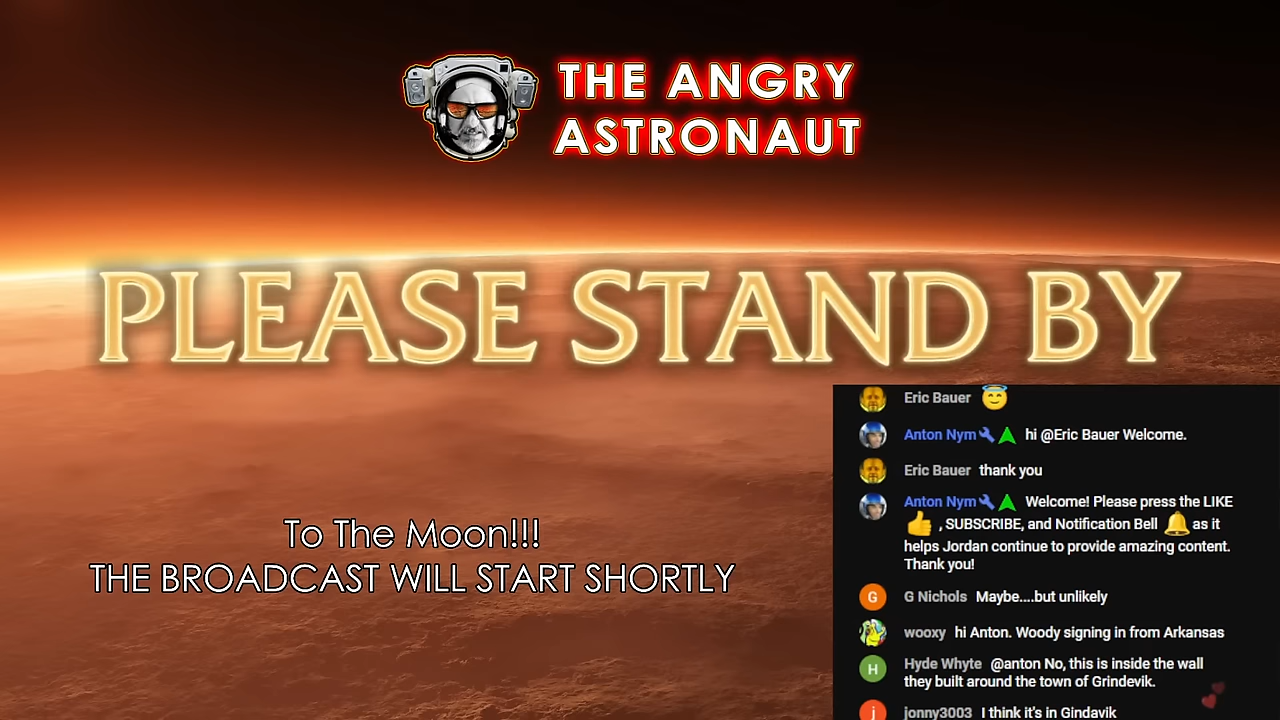 THE ANGRY
ASTRONAUT
PLEASE STAND BY
To The Moon!!!
THE BROADCAST WILL START SHORTLY
Eric Bauer 😇
Anton Nym hi @Eric Bauer Welcome.
Eric Bauer thank you
Anton Nym Welcome! Please press the LIKE
👍 , SUBSCRIBE, and Notification Bell 🔔 as it
helps Jordan continue to provide amazing content.
Thank you!
G
G Nichols Maybe....but unlikely
wooxy hi Anton. Woody signing in from Arkansas
H
Hyde Whyte @anton No, this is inside the wall
they built around the town of Grindevik.
j
jonny3003 I think it's in Gindavik